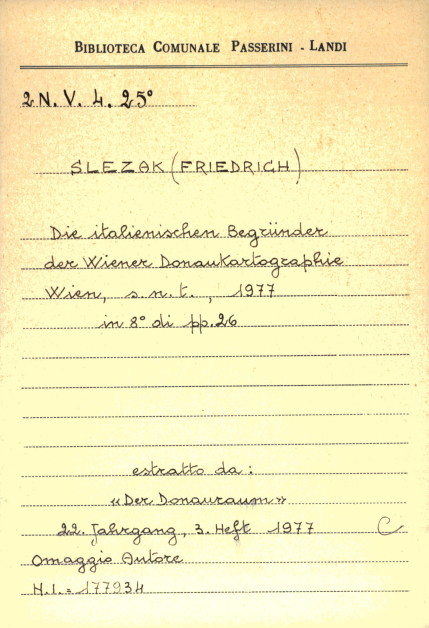 BIBLIOTECA COMUNALE PASSERINI - LANDI
2 N. V. 4. 25°
SLEZAK (FRIEDRICH)
Die italienischen Begründer
der Wiener Donaukartographie
Wien, s. n. t. , 1977
in 8° di pp. 26
estratto da :
«Der Donauraum»
22. Jahrgang, 3. Heft 1977 C
Omaggio Autore
N.I. = 177934